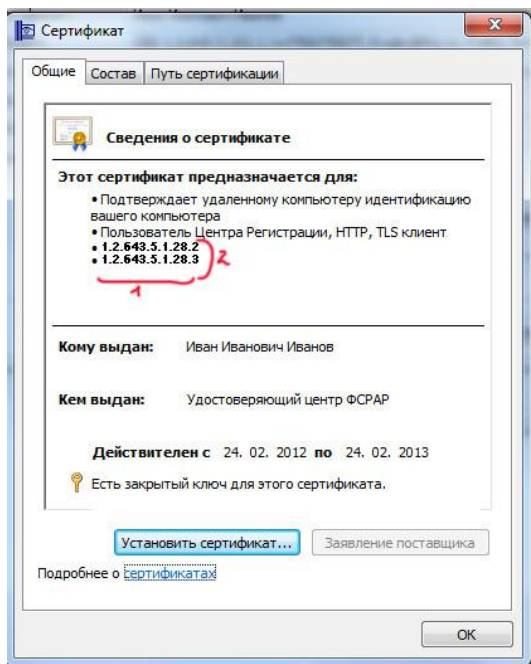 Сертификат
Общие Состав Путь сертификации
Сведения о сертификате
Этот сертификат предназначается для:
• Подтверждает удаленному компьютеру идентификацию
вашего компьютера
• Пользователь Центра Регистрации, HTTP, TLS клиент
• 1.2.643.5.1.28.2
• 1.2.643.5.1.28.3
2
1
Кому выдан: Иван Иванович Иванов
Кем выдан: Удостоверяющий центр ФСРАР
Действителен с 24. 02. 2012 по 24. 02. 2013
Есть закрытый ключ для этого сертификата.
Установить сертификат... Заявление поставщика
Подробнее о сертификатах
ОК